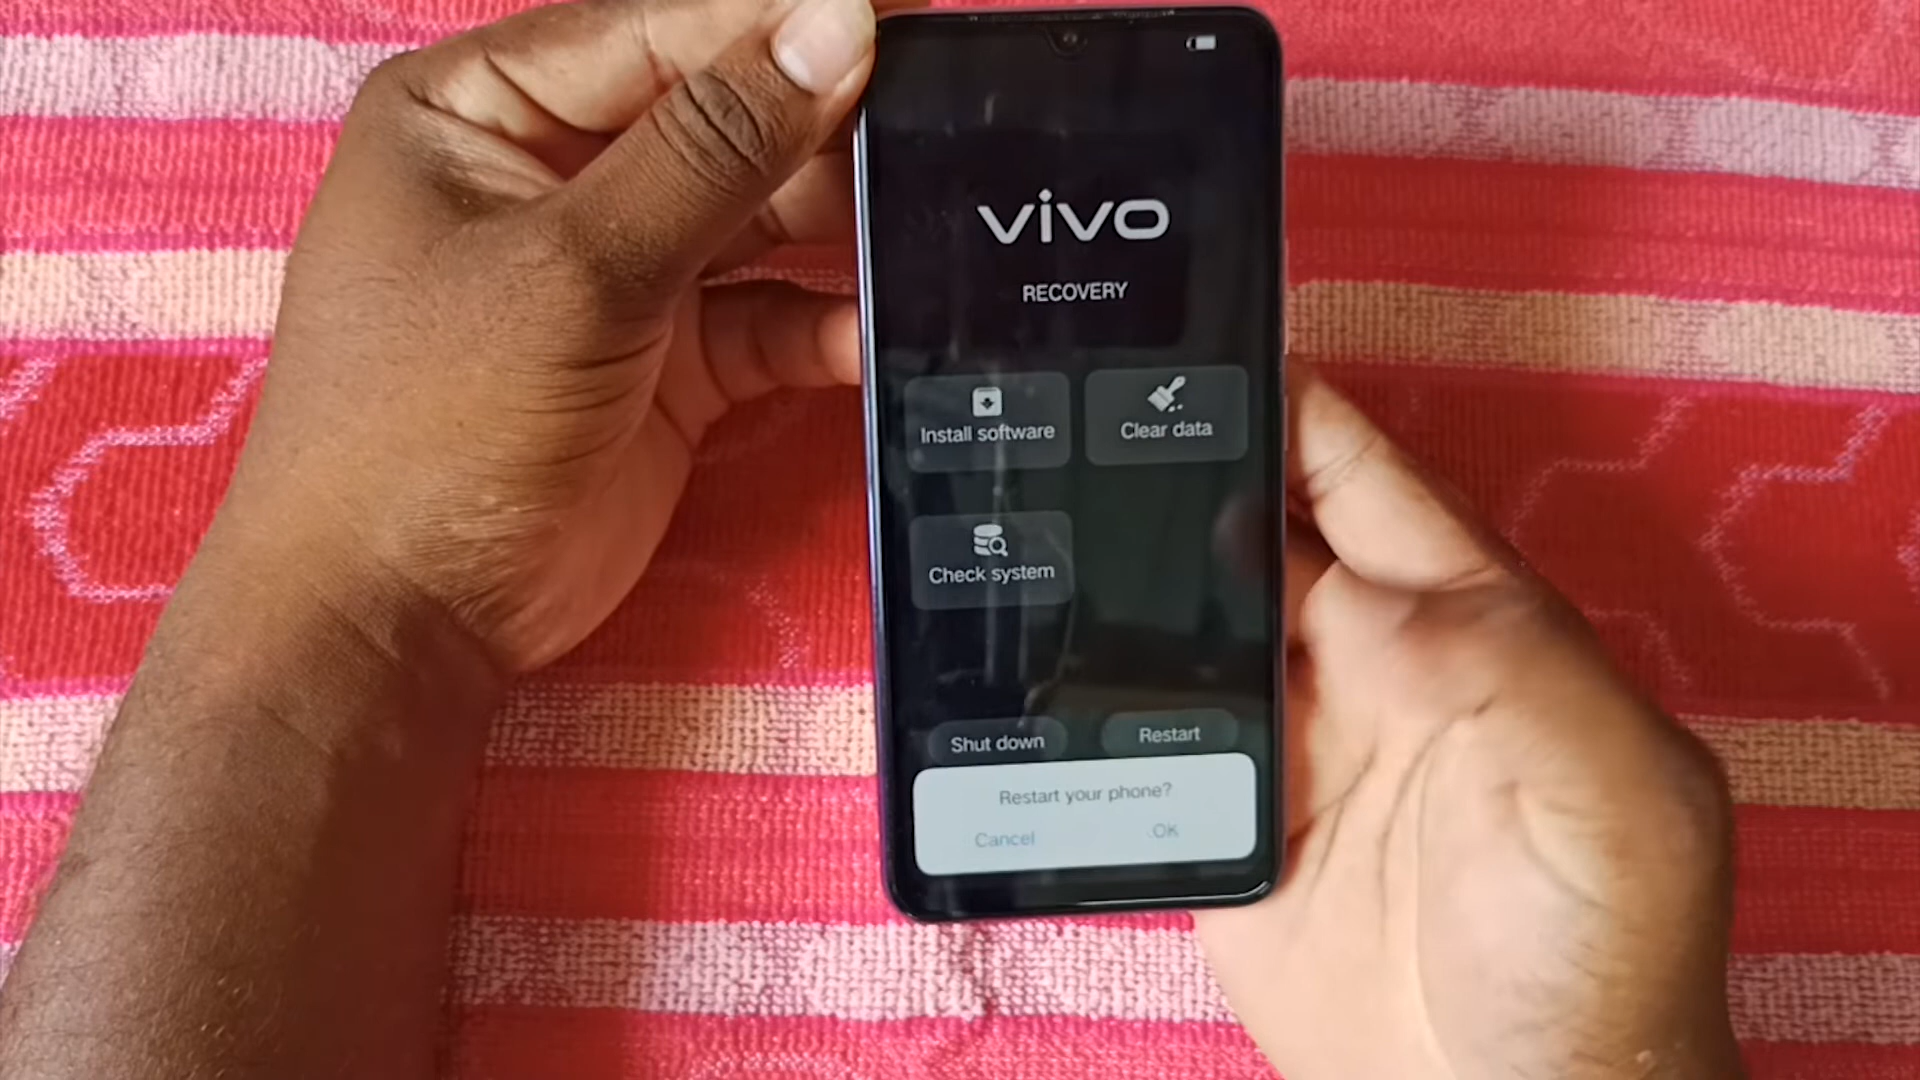 vivo
RECOVERY
Install software
Clear data
Check system
Shut down
Restart
Restart your phone?
Cancel
OK